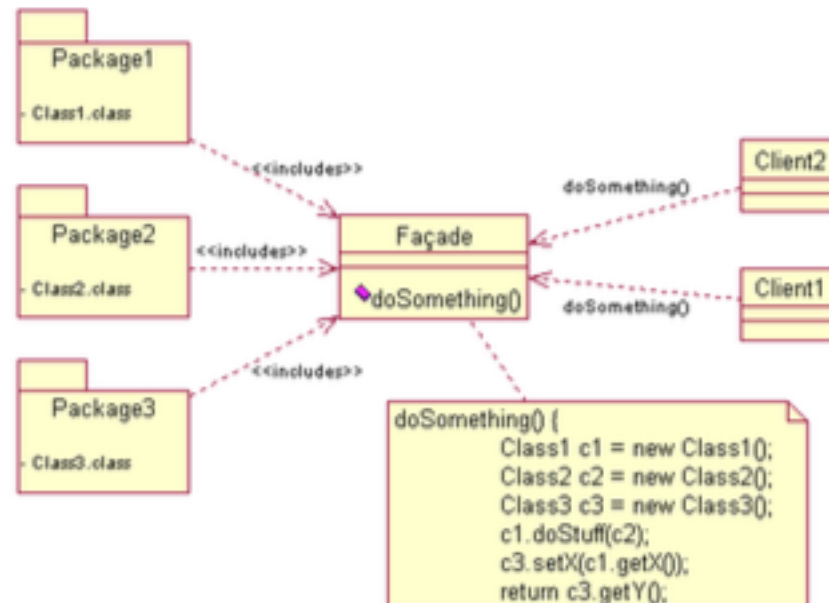 Package1
- Class1.class
<<includes>>
Package2
- Class2.class
<<includes>>
Package3
- Class3.class
<<includes>>
Façade
doSomething()
Client2
doSomething()
Client1
doSomething()
doSomething() {
Class1 c1 = new Class1();
Class2 c2 = new Class2();
Class3 c3 = new Class3();
c1.doStuff(c2);
c3.setX(c1.getX());
return c3.getY();